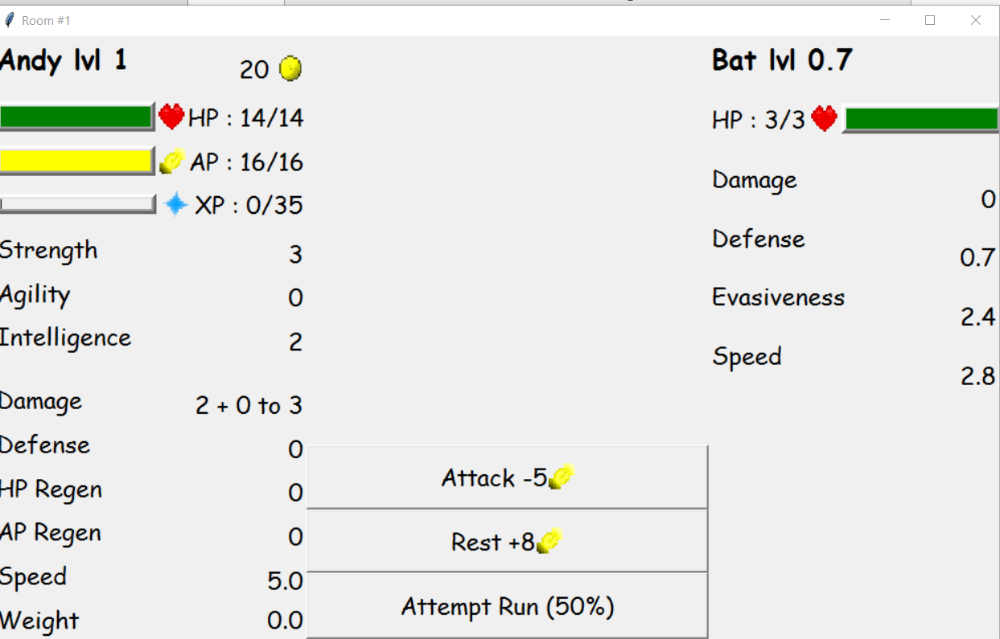 Room #1
Andy lvl 1
20
HP : 14/14
AP : 16/16
XP : 0/35
Strength 3
Agility 0
Intelligence 2
Damage 2 + 0 to 3
Defense 0
HP Regen 0
AP Regen 0
Speed 5.0
Weight 0.0
Attack -5
Rest +8
Attempt Run (50%)
Bat lvl 0.7
HP : 3/3
Damage 0
Defense 0.7
Evasiveness 2.4
Speed 2.8